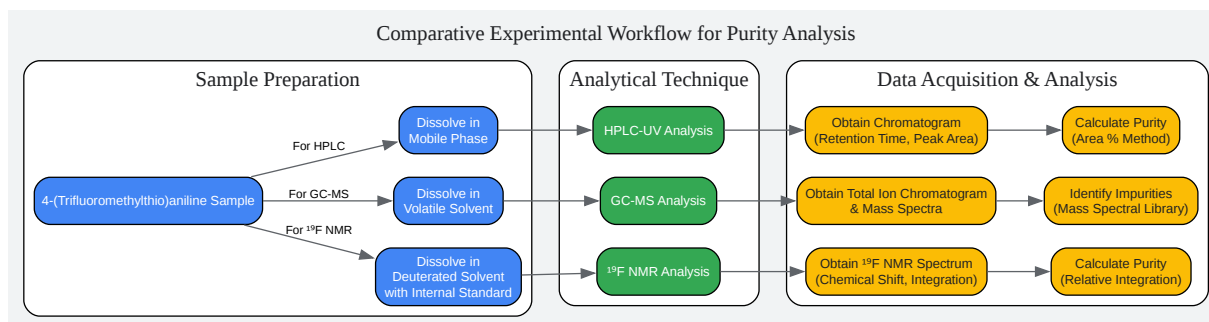 Comparative Experimental Workflow for Purity Analysis
Sample Preparation
Analytical Technique
Data Acquisition & Analysis
4-(Trifluoromethylthio)aniline Sample
For HPLC
For GC-MS
For ¹⁹F NMR
Dissolve in
Mobile Phase
HPLC-UV Analysis
Obtain Chromatogram
(Retention Time, Peak Area)
Calculate Purity
(Area % Method)
Dissolve in
Volatile Solvent
GC-MS Analysis
Obtain Total Ion Chromatogram
& Mass Spectra
Identify Impurities
(Mass Spectral Library)
Dissolve in
Deuterated Solvent
with Internal Standard
¹⁹F NMR Analysis
Obtain ¹⁹F NMR Spectrum
(Chemical Shift, Integration)
Calculate Purity
(Relative Integration)